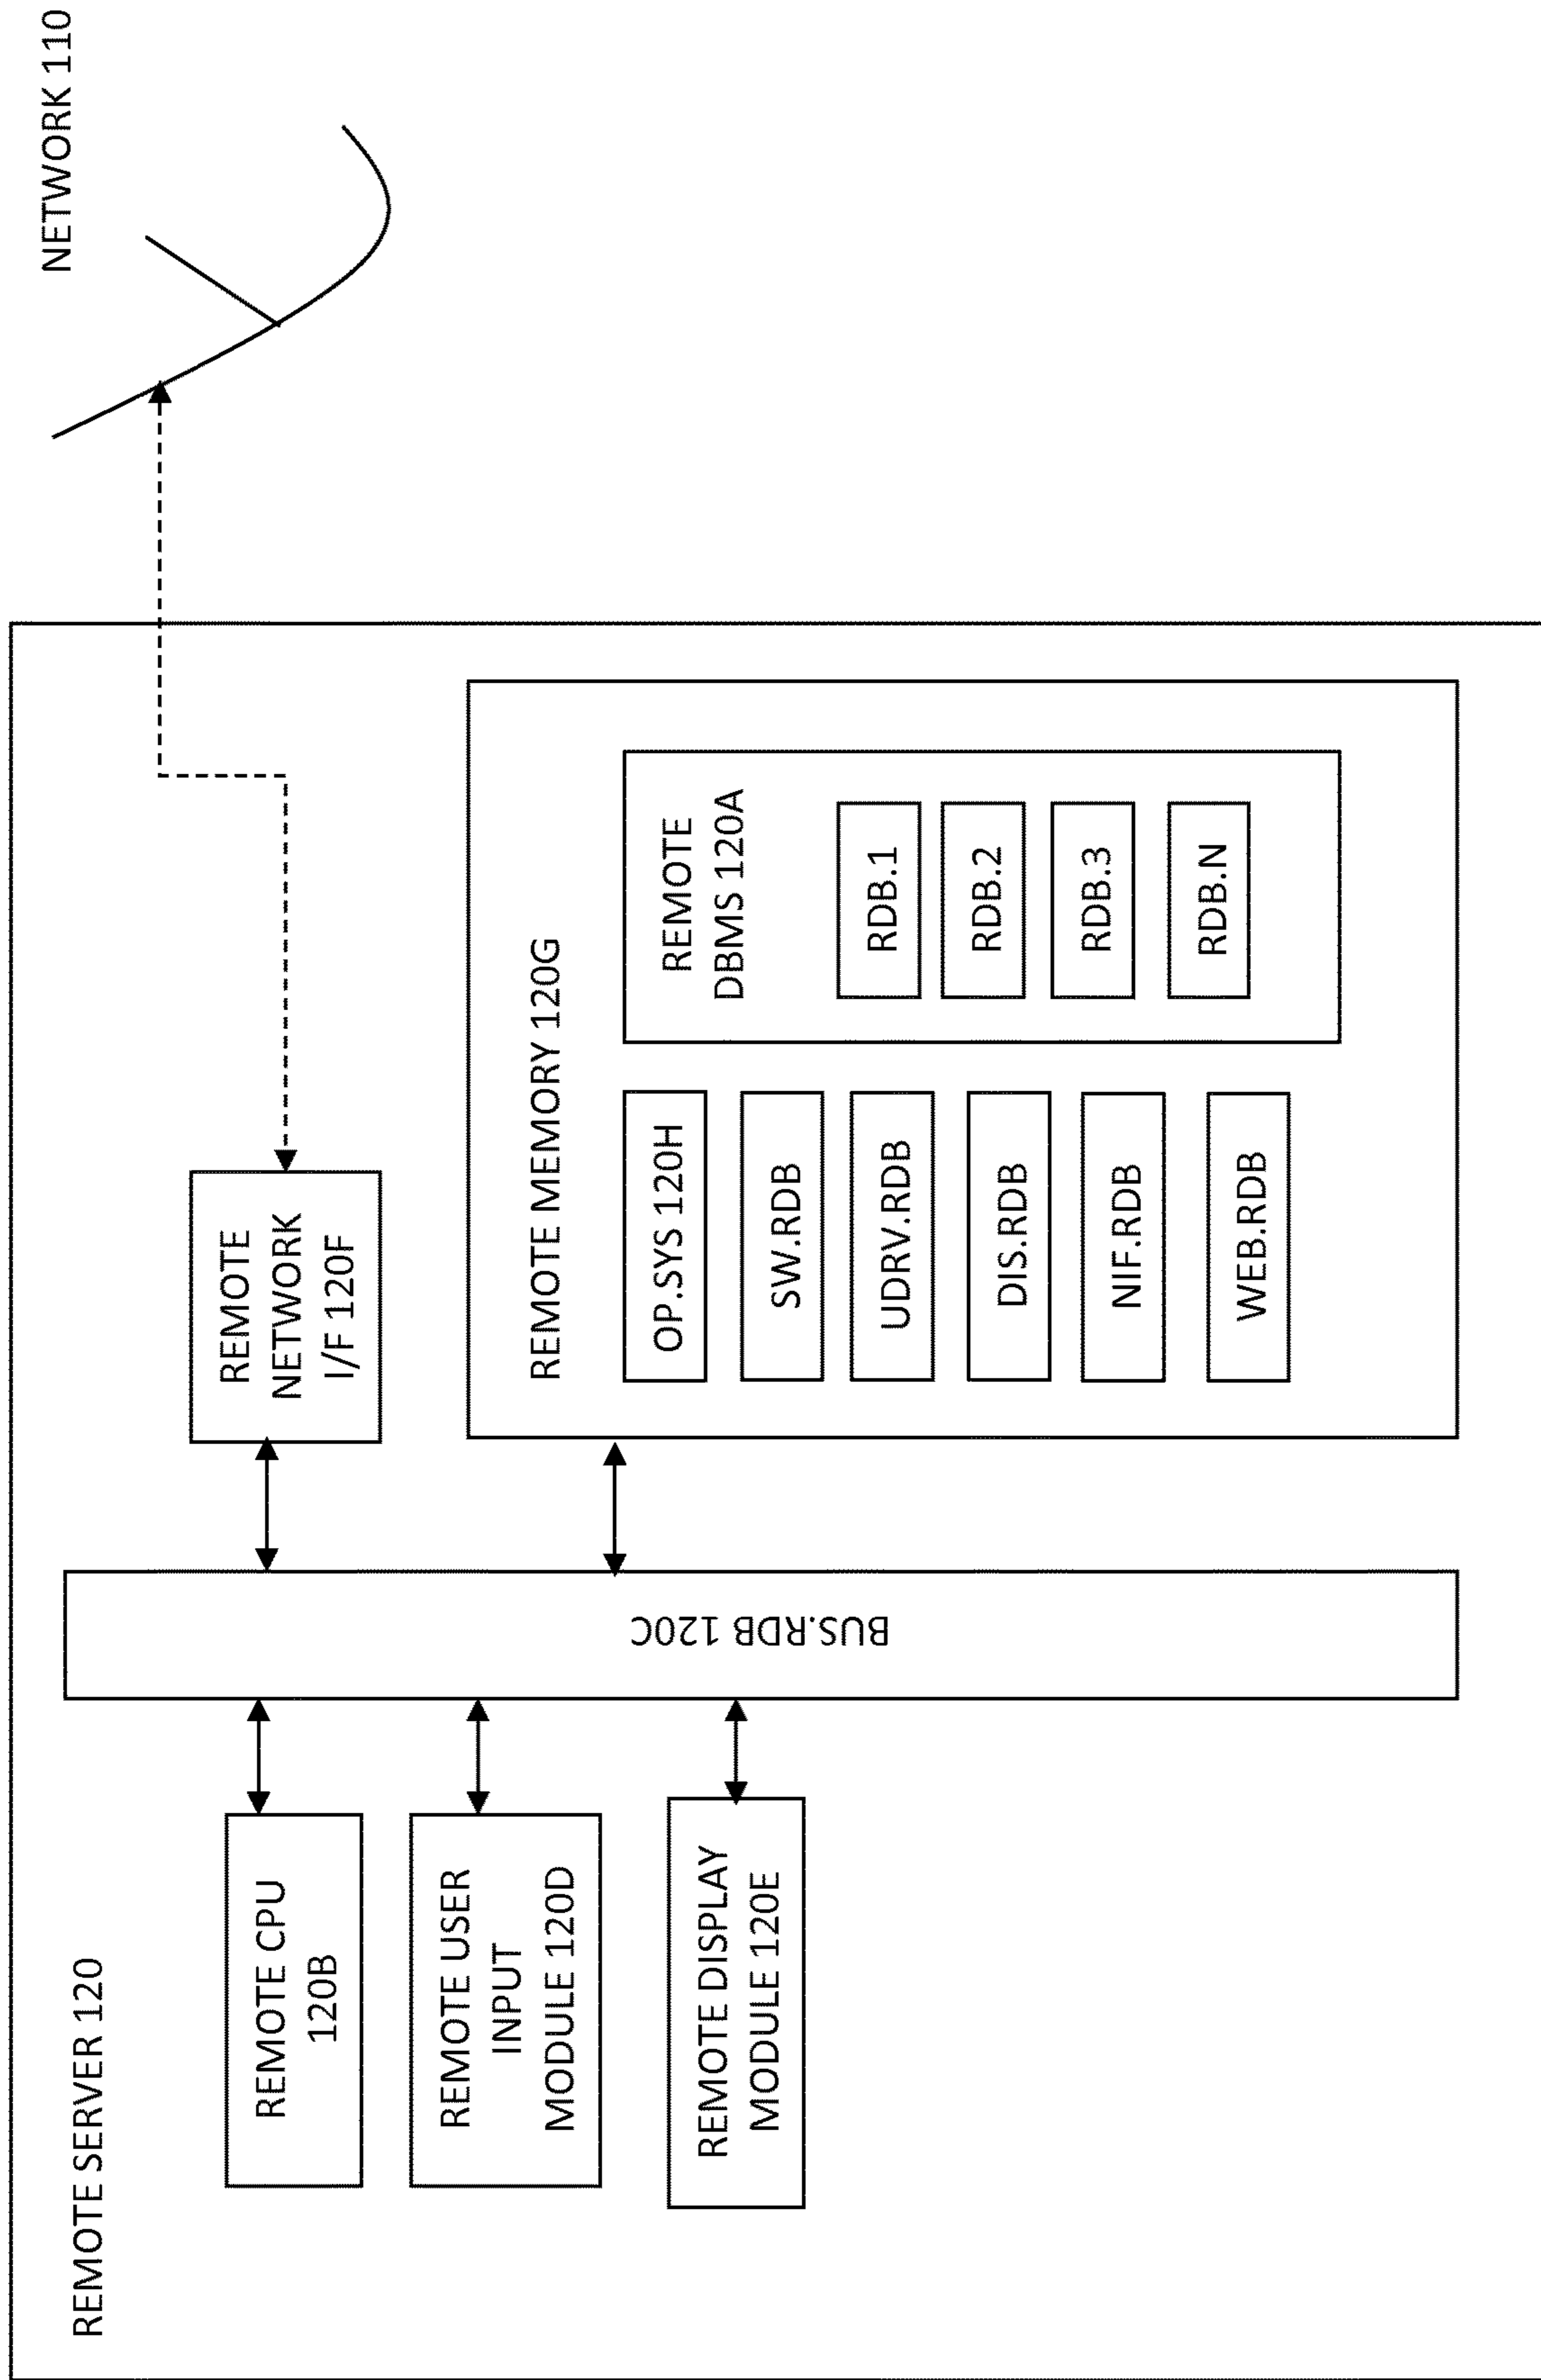 REMOTE SERVER 120
NETWORK 110
REMOTE CPU
120B
REMOTE USER
INPUT
MODULE 120D
REMOTE DISPLAY
MODULE 120E
BUS.RDB 120C
REMOTE
NETWORK
I/F 120F
REMOTE MEMORY 120G
OP.SYS 120H
SW.RDB
UDRV.RDB
DIS.RDB
NIF.RDB
WEB.RDB
REMOTE
DBMS 120A
RDB.1
RDB.2
RDB.3
RDB.N